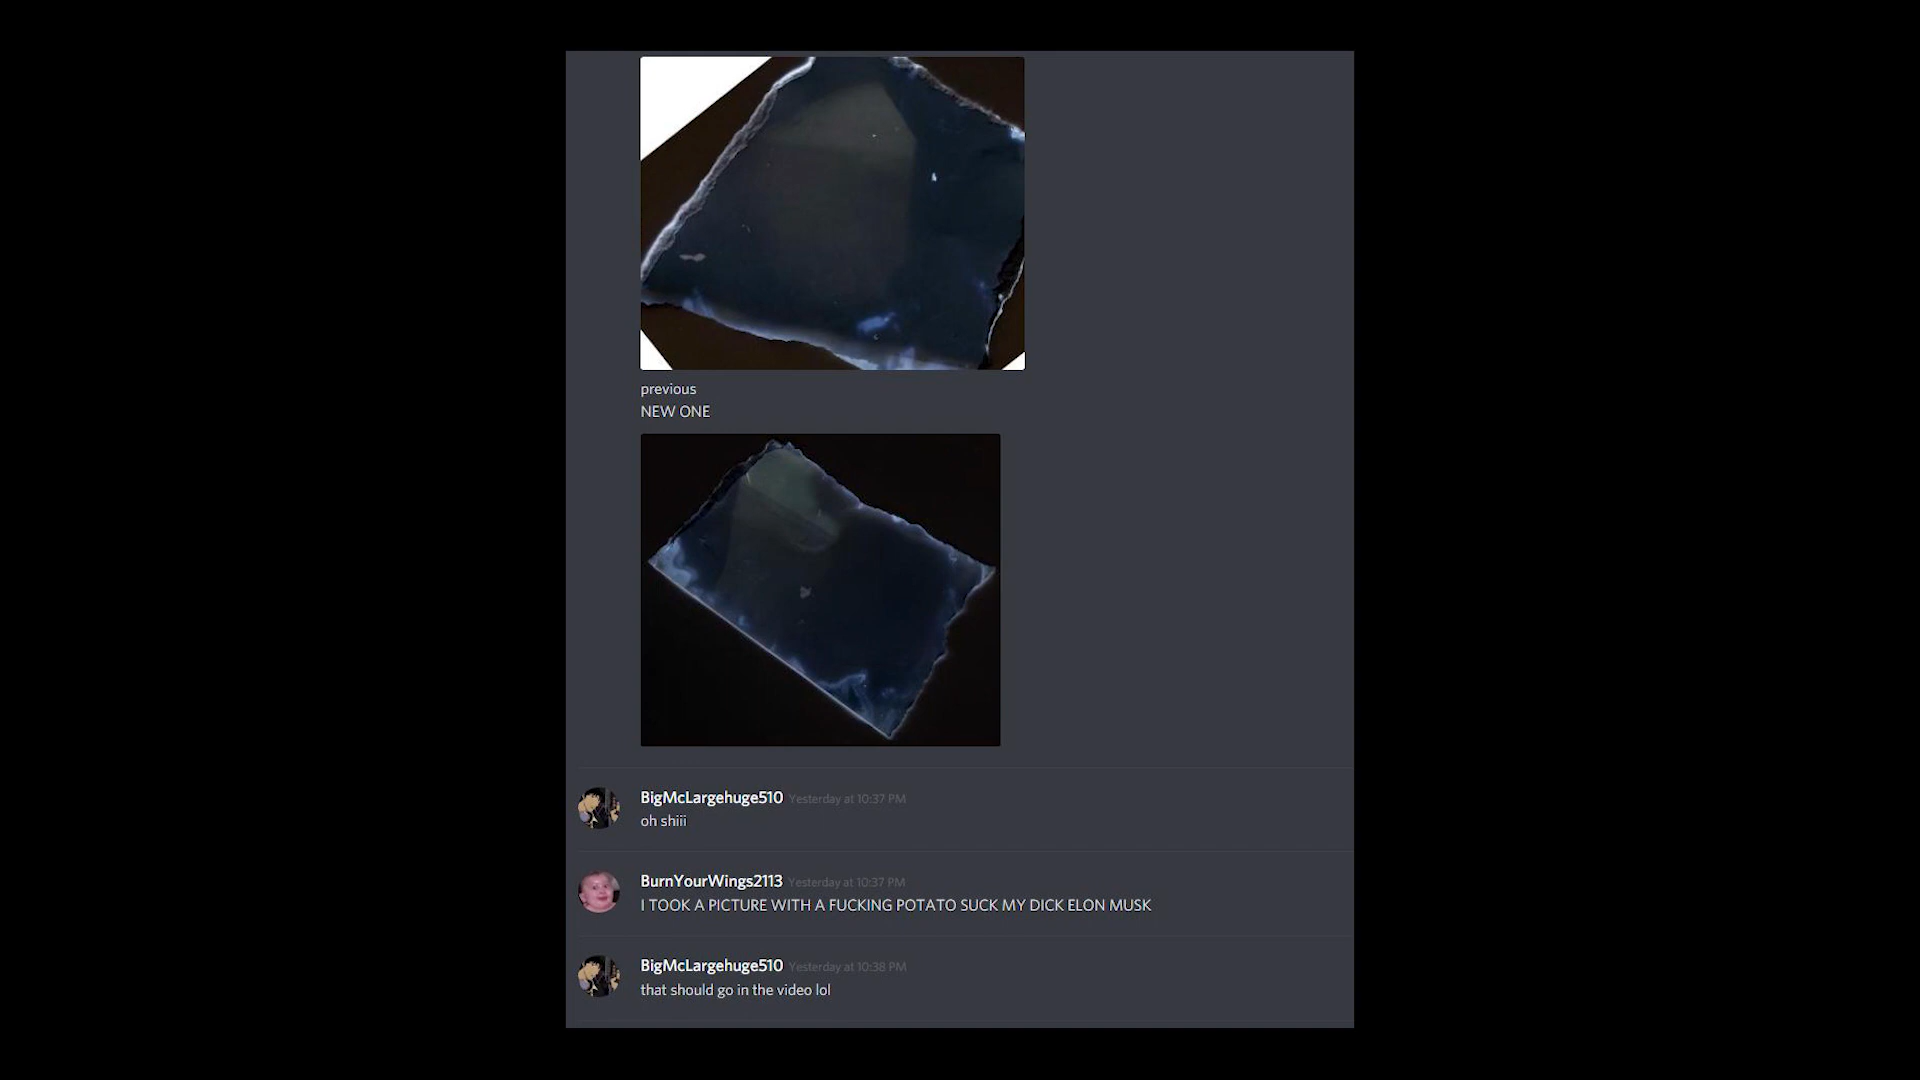 previous
NEW ONE
BigMcLargehuge510 Yesterday at 10:37 PM
oh shiii
BurnYourWings2113 Yesterday at 10:37 PM
I TOOK A PICTURE WITH A FUCKING POTATO SUCK MY DICK ELON MUSK
BigMcLargehuge510 Yesterday at 10:38 PM
that should go in the video lol